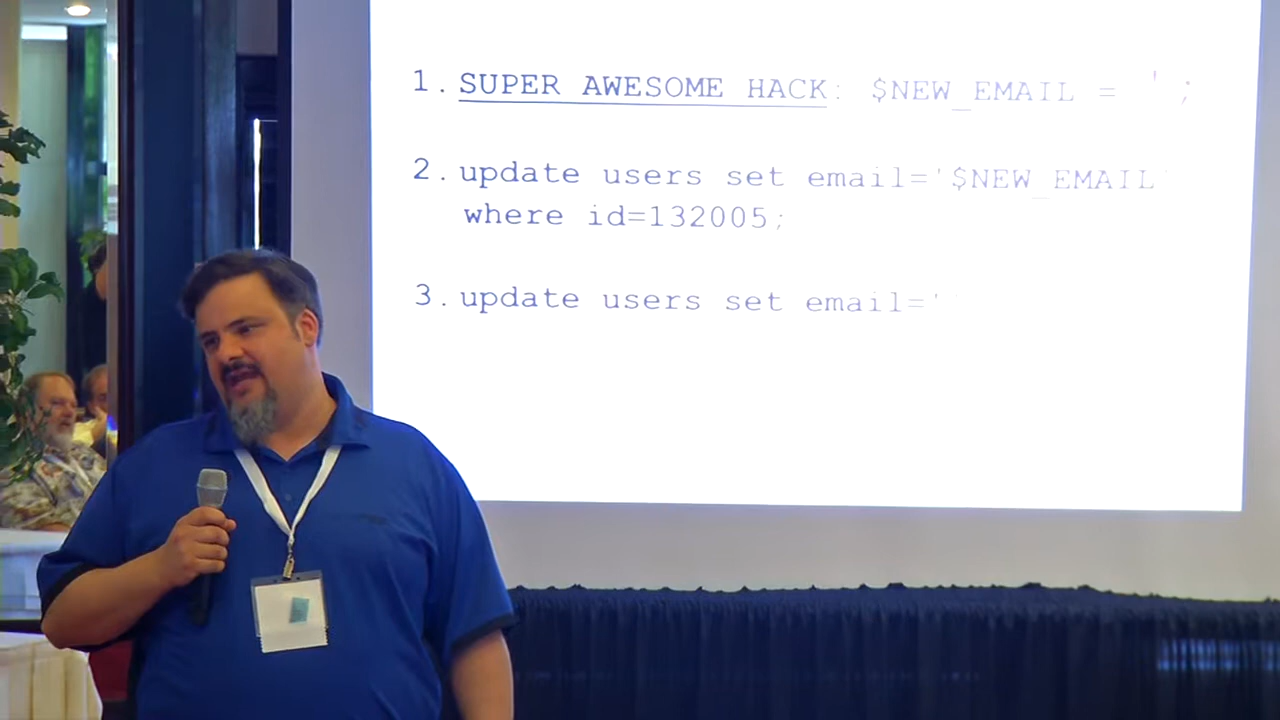 1. SUPER AWESOME HACK: $NEW_EMAIL = ' ;
2. update users set email='$NEW_EMAIL'
where id=132005;
3. update users set email=''